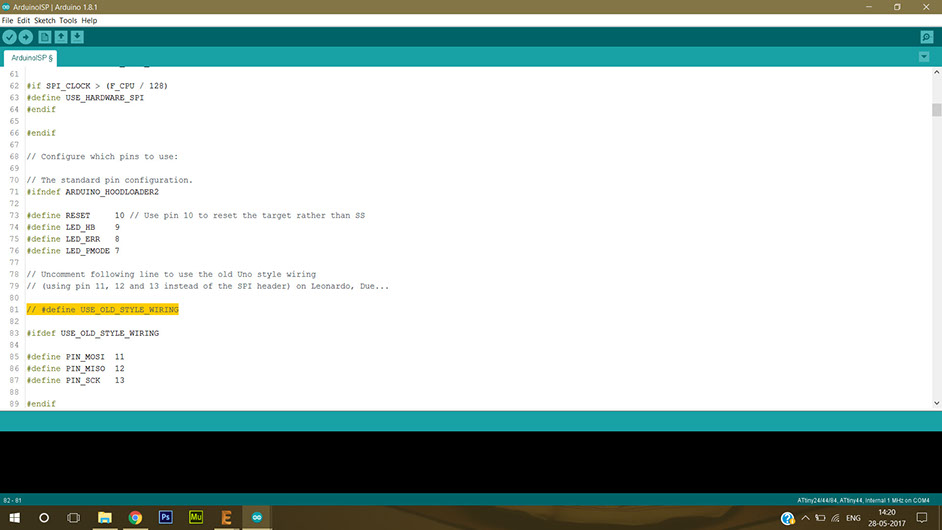 ArduinoISP | Arduino 1.8.1
File Edit Sketch Tools Help
ArduinoISP §
61
62 #if SPI_CLOCK > (F_CPU / 128)
63 #define USE_HARDWARE_SPI
64 #endif
65
66 #endif
67
68 // Configure which pins to use:
69
70 // The standard pin configuration.
71 #ifndef ARDUINO_HOODLOADER2
72
73 #define RESET     10 // Use pin 10 to reset the target rather than SS
74 #define LED_HB    9
75 #define LED_ERR   8
76 #define LED_PMODE 7
77
78 // Uncomment following line to use the old Uno style wiring
79 // (using pin 11, 12 and 13 instead of the SPI header) on Leonardo, Due...
80
81 // #define USE_OLD_STYLE_WIRING
82
83 #ifdef USE_OLD_STYLE_WIRING
84
85 #define PIN_MOSI  11
86 #define PIN_MISO  12
87 #define PIN_SCK   13
88
89 #endif
82 - 81
ATtiny24/44/84, ATtiny44, Internal 1 MHz on COM4
Ps
Mu
ENG
14:20
28-05-2017